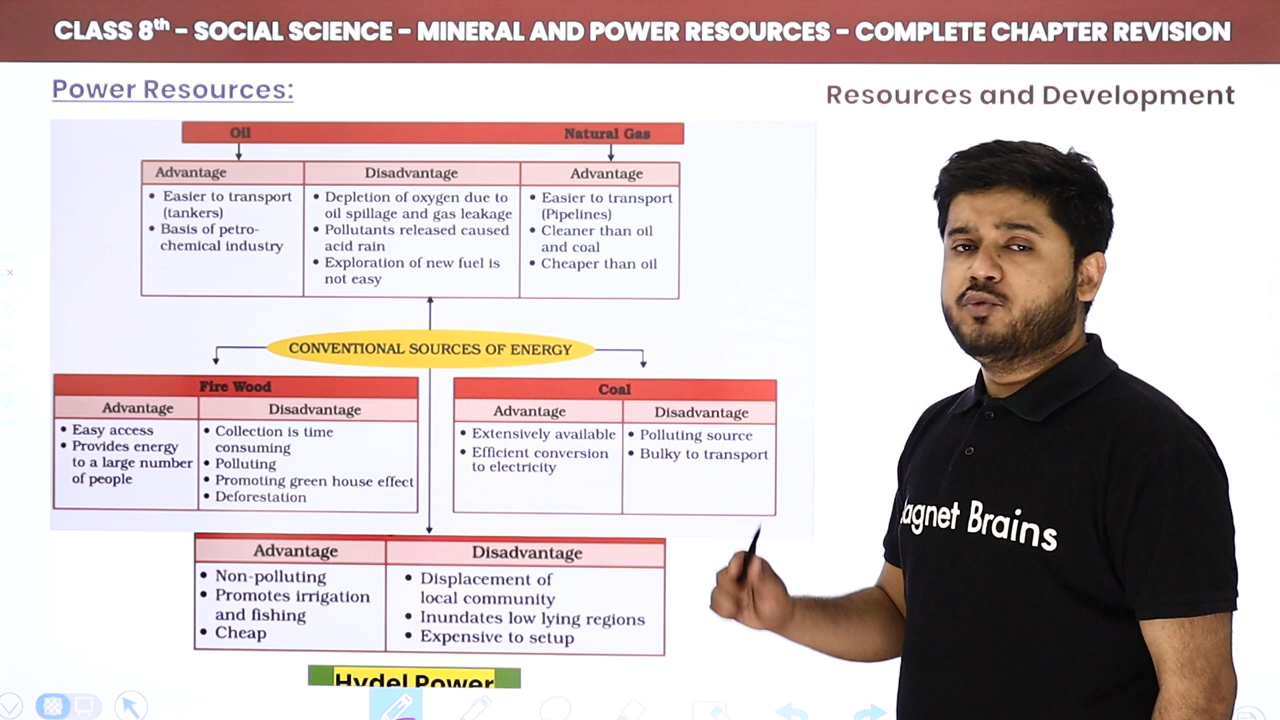 CLASS 8th – SOCIAL SCIENCE – MINERAL AND POWER RESOURCES – COMPLETE CHAPTER REVISION
Power Resources:
Resources and Development
Oil
Natural Gas
Advantage
• Easier to transport
(tankers)
• Basis of petro-
chemical industry
Disadvantage
• Depletion of oxygen due to
oil spillage and gas leakage
• Pollutants released caused
acid rain
• Exploration of new fuel is
not easy
Advantage
• Easier to transport
(Pipelines)
• Cleaner than oil
and coal
• Cheaper than oil
CONVENTIONAL SOURCES OF ENERGY
Fire Wood
Advantage
• Easy access
• Provides energy
to a large number
of people
Disadvantage
• Collection is time
consuming
• Polluting
• Promoting green house effect
• Deforestation
Coal
Advantage
• Extensively available
• Efficient conversion
to electricity
Disadvantage
• Polluting source
• Bulky to transport
Advantage
• Non-polluting
• Promotes irrigation
and fishing
• Cheap
Disadvantage
• Displacement of
local community
• Inundates low lying regions
• Expensive to setup
Hydel Power
agnet Brains